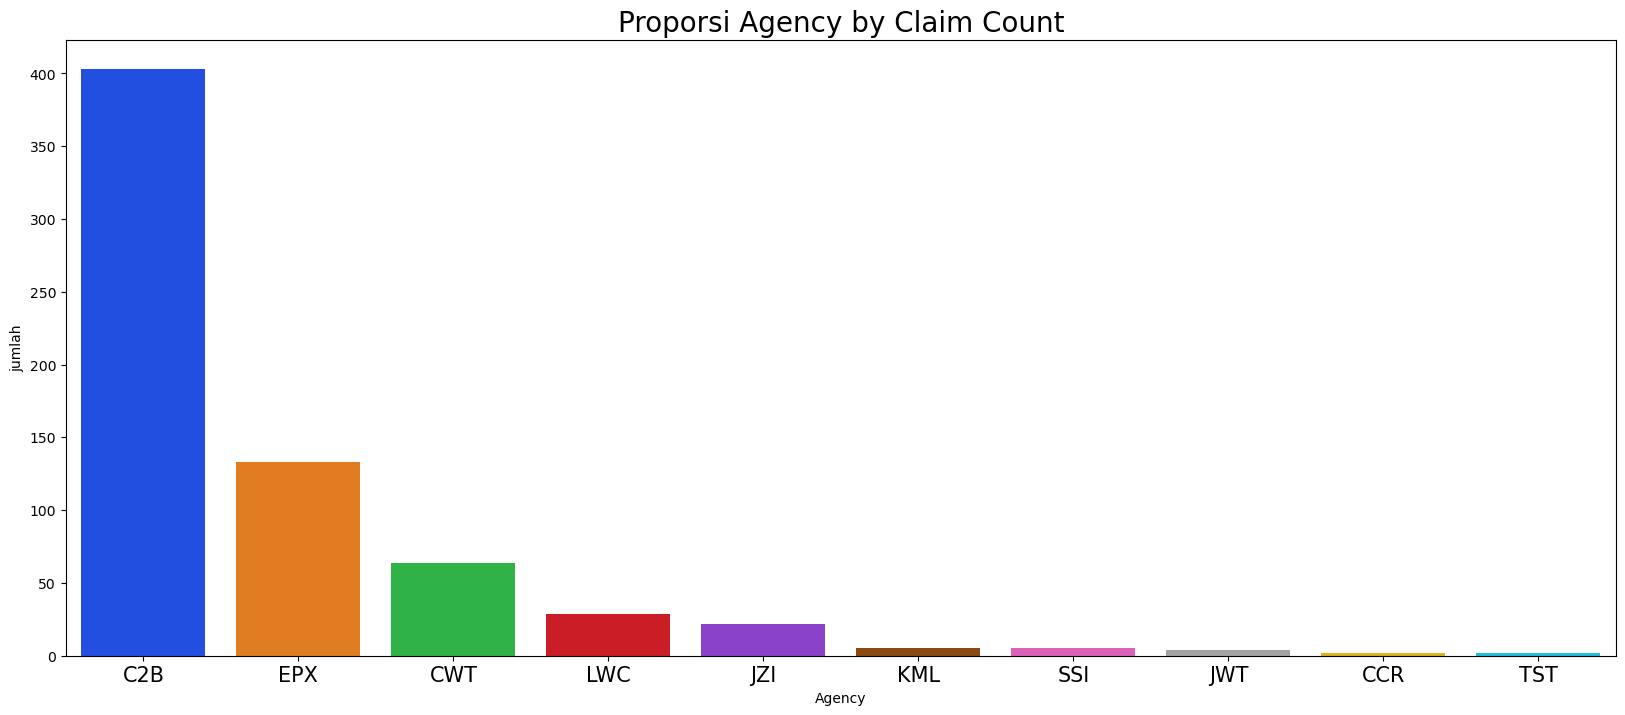 Proporsi Agency by Claim Count
400
350
300
250
200
150
100
50
0
jumlah
C2B EPX CWT LWC JZI KML SSI JWT CCR TST
Agency